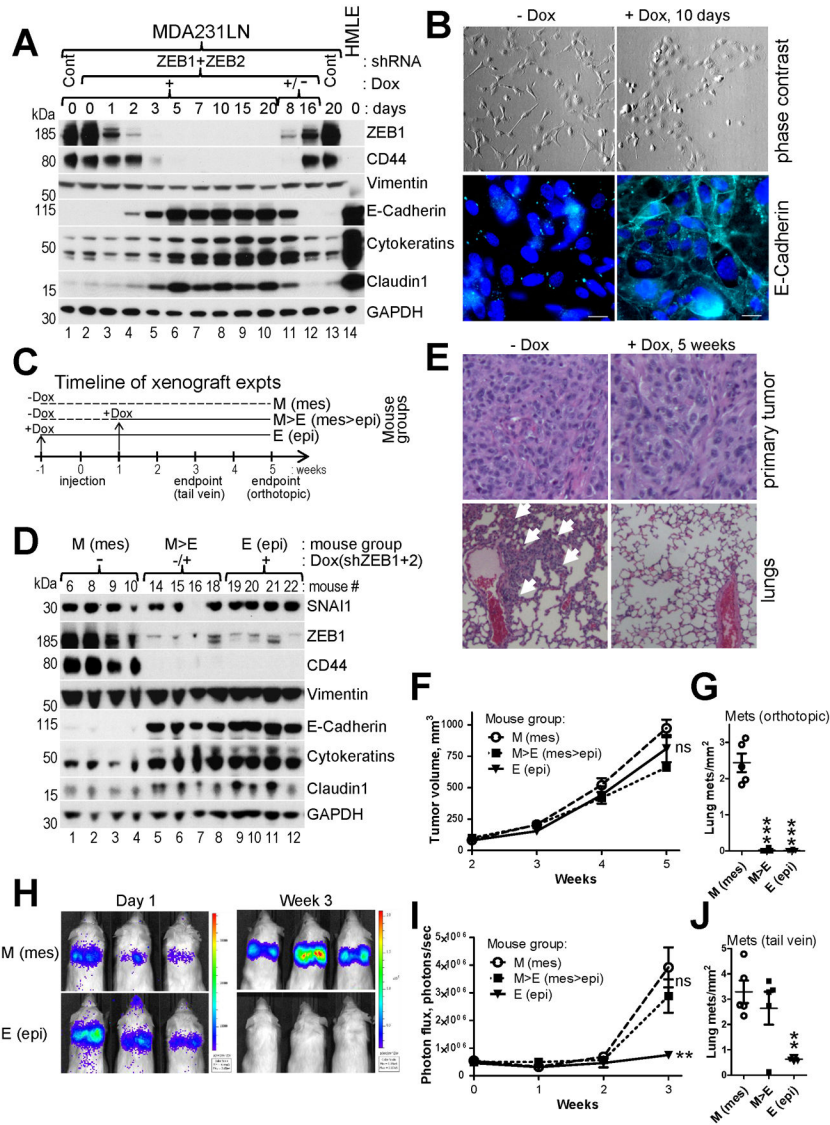 A
MDA231LN
HMLE
Cont
ZEB1+ZEB2
Cont
: shRNA
+
+/-
: Dox
0 0 1 2 3 5 7 10 15 20 8 16 20 0
: days
kDa
185
ZEB1
80
CD44
50
Vimentin
115
E-Cadherin
50
Cytokeratins
15
Claudin1
30
GAPDH
1 2 3 4 5 6 7 8 9 10 11 12 13 14
B
- Dox
+ Dox, 10 days
phase contrast
E-Cadherin
C
Timeline of xenograft expts
-Dox
M (mes)
-Dox
+Dox
M>E (mes>epi)
+Dox
E (epi)
Mouse groups
-1 0 1 2 3 4 5 : weeks
injection
endpoint (tail vein)
endpoint (orthotopic)
D
M (mes) M>E E (epi) : mouse group
- -/+ + : Dox(shZEB1+2)
kDa
6 8 9 10 14 15 16 18 19 20 21 22 : mouse #
30
SNAI1
185
ZEB1
80
CD44
50
Vimentin
115
E-Cadherin
50
Cytokeratins
15
Claudin1
30
GAPDH
1 2 3 4 5 6 7 8 9 10 11 12
E
- Dox
+ Dox, 5 weeks
primary tumor
lungs
F
Tumor volume, mm³
1000
750
500
250
0
Mouse group:
M (mes)
M>E (mes>epi)
E (epi)
ns
2 3 4 5
Weeks
G
Mets (orthotopic)
Lung mets/mm²
3
2
1
0
***
***
M (mes)
M>E
E (epi)
H
Day 1
Week 3
M (mes)
E (epi)
I
Photon flux, photons/sec
5×10⁰⁶
4×10⁰⁶
3×10⁰⁶
2×10⁰⁶
1×10⁰⁶
0
Mouse group:
M (mes)
M>E (mes>epi)
E (epi)
ns
**
0 1 2 3
Weeks
J
Mets (tail vein)
Lung mets/mm²
5
4
3
2
1
0
**
M (mes)
M>E
E (epi)